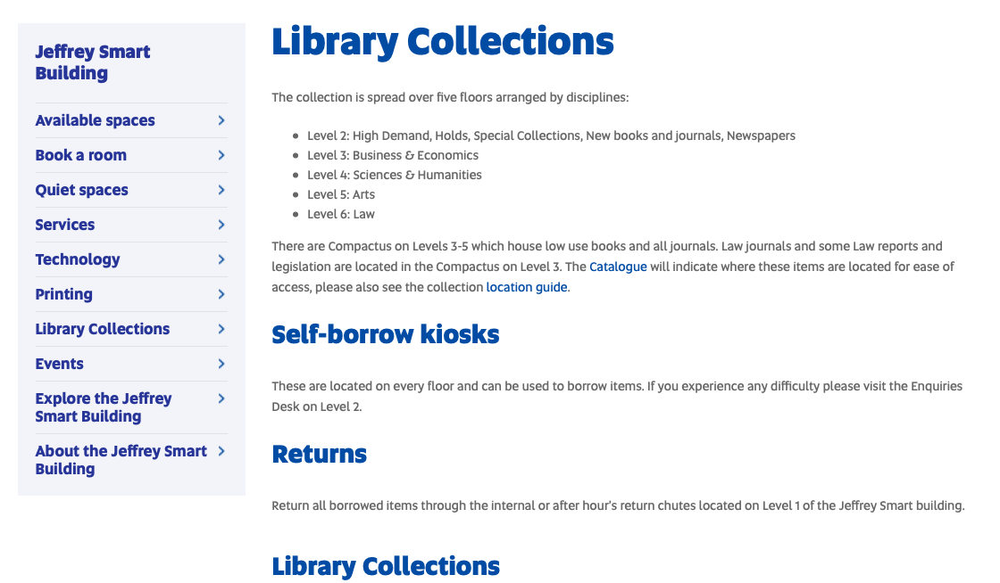 Jeffrey Smart
Building
Available spaces
Book a room
Quiet spaces
Services
Technology
Printing
Library Collections
Events
Explore the Jeffrey
Smart Building
About the Jeffrey Smart
Building
Library Collections
The collection is spread over five floors arranged by disciplines:
Level 2: High Demand, Holds, Special Collections, New books and journals, Newspapers
Level 3: Business & Economics
Level 4: Sciences & Humanities
Level 5: Arts
Level 6: Law
There are Compactus on Levels 3-5 which house low use books and all journals. Law journals and some Law reports and
legislation are located in the Compactus on Level 3. The Catalogue will indicate where these items are located for ease of
access, please also see the collection location guide.
Self-borrow kiosks
These are located on every floor and can be used to borrow items. If you experience any difficulty please visit the Enquiries
Desk on Level 2.
Returns
Return all borrowed items through the internal or after hour's return chutes located on Level 1 of the Jeffrey Smart building.
Library Collections